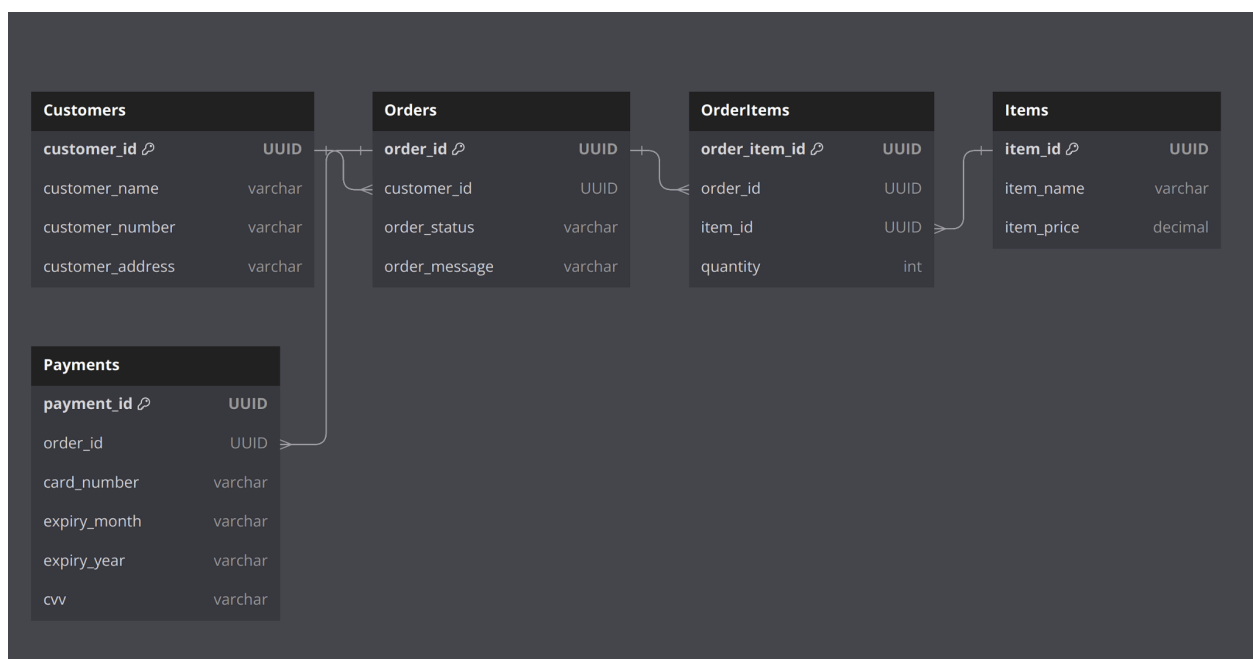 Customers
customer_id UUID
customer_name varchar
customer_number varchar
customer_address varchar
Orders
order_id UUID
customer_id UUID
order_status varchar
order_message varchar
OrderItems
order_item_id UUID
order_id UUID
item_id UUID
quantity int
Items
item_id UUID
item_name varchar
item_price decimal
Payments
payment_id UUID
order_id UUID
card_number varchar
expiry_month varchar
expiry_year varchar
cvv varchar